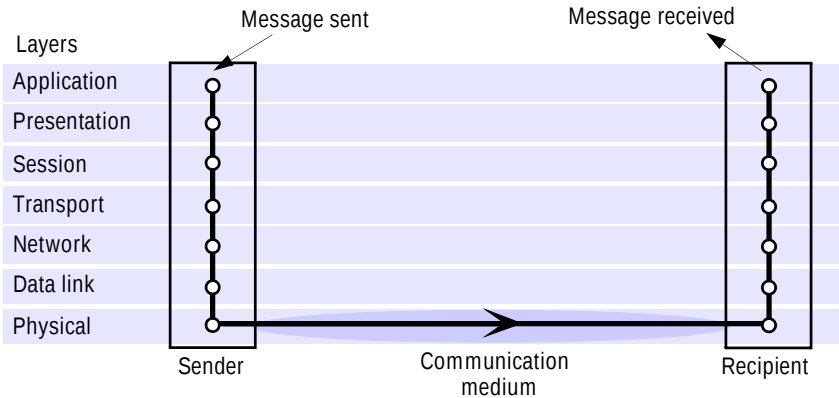 Message sent
Message received
Layers
Application
Presentation
Session
Transport
Network
Data link
Physical
Sender
Communication
medium
Recipient